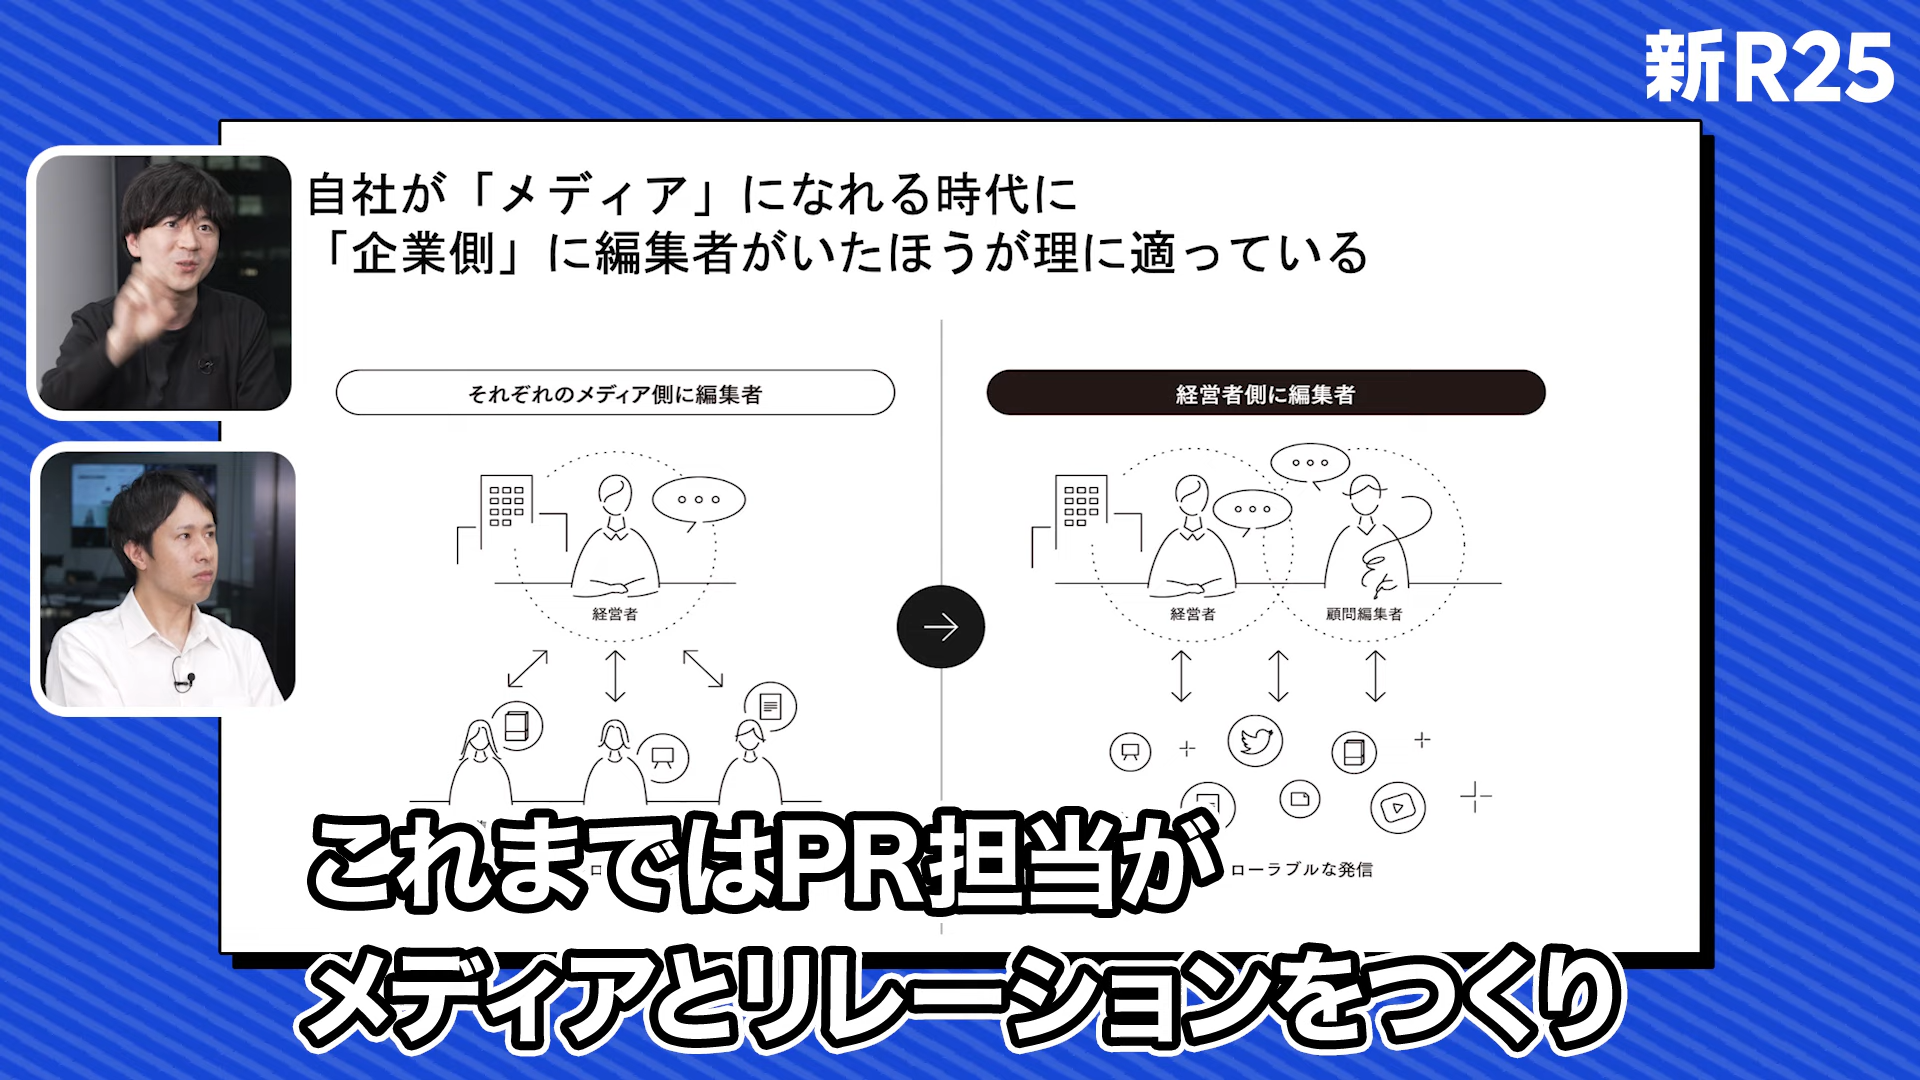 新R25
自社が「メディア」になれる時代に
「企業側」に編集者がいたほうが理に適っている
それぞれのメディア側に編集者
経営者側に編集者
経営者
経営者
顧問編集者
ローラブルな発信
これまではPR担当が
メディアとリレーションをつくり